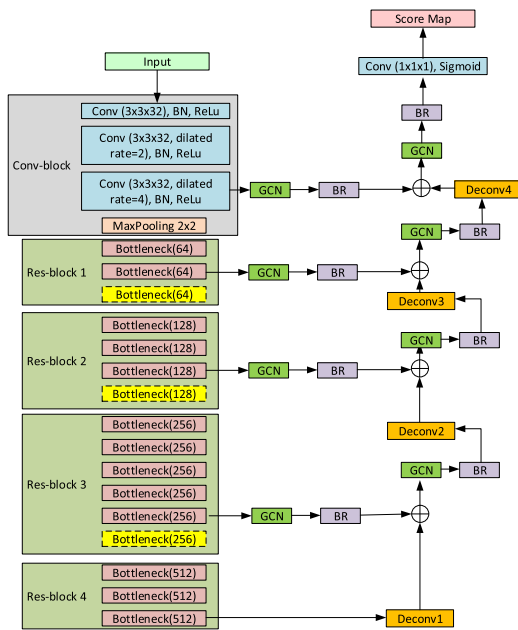 Score Map
Input
Conv (1x1x1), Sigmoid
Conv-block
Conv (3x3x32), BN, ReLu
Conv (3x3x32, dilated
rate=2), BN, ReLu
Conv (3x3x32, dilated
rate=4), BN, ReLu
MaxPooling 2x2
BR
GCN
GCN
BR
Deconv4
GCN
BR
Res-block 1
Bottleneck(64)
Bottleneck(64)
Bottleneck(64)
GCN
BR
Deconv3
GCN
BR
Res-block 2
Bottleneck(128)
Bottleneck(128)
Bottleneck(128)
Bottleneck(128)
GCN
BR
Deconv2
GCN
BR
Res-block 3
Bottleneck(256)
Bottleneck(256)
Bottleneck(256)
Bottleneck(256)
Bottleneck(256)
Bottleneck(256)
GCN
BR
Res-block 4
Bottleneck(512)
Bottleneck(512)
Bottleneck(512)
Deconv1